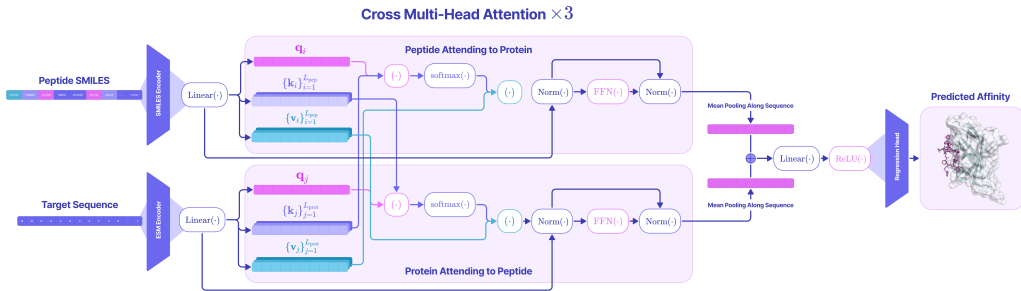 Cross Multi-Head Attention ×3
Peptide Attending to Protein
Peptide SMILES
SMILES Encoder
Linear(·)
q_i
{k_i}_{i=1}^{L_pep}
{v_i}_{i=1}^{L_pep}
(·)
softmax(·)
(·)
Norm(·)
FFN(·)
Norm(·)
Mean Pooling Along Sequence
Target Sequence
ESM Encoder
Linear(·)
q_j
{k_j}_{j=1}^{L_prot}
{v_j}_{j=1}^{L_prot}
(·)
softmax(·)
(·)
Norm(·)
FFN(·)
Norm(·)
Protein Attending to Peptide
Mean Pooling Along Sequence
Linear(·)
ReLU(·)
Regression Head
Predicted Affinity